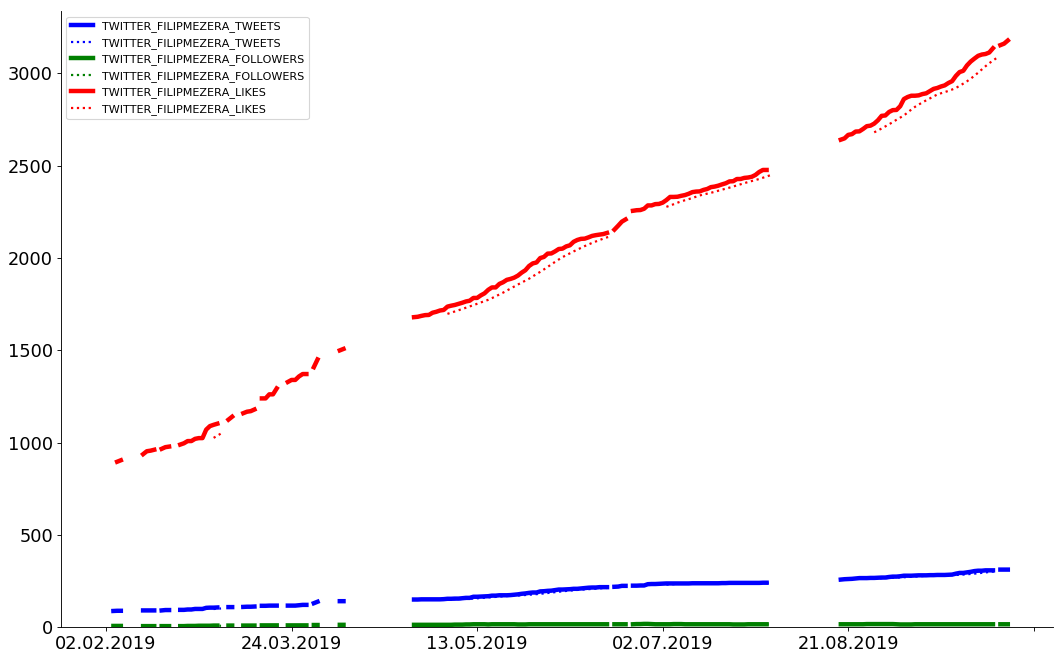 TWITTER_FILIPMEZERA_TWEETS
TWITTER_FILIPMEZERA_TWEETS
TWITTER_FILIPMEZERA_FOLLOWERS
TWITTER_FILIPMEZERA_FOLLOWERS
TWITTER_FILIPMEZERA_LIKES
TWITTER_FILIPMEZERA_LIKES
3000
2500
2000
1500
1000
500
0
02.02.2019 24.03.2019 13.05.2019 02.07.2019 21.08.2019